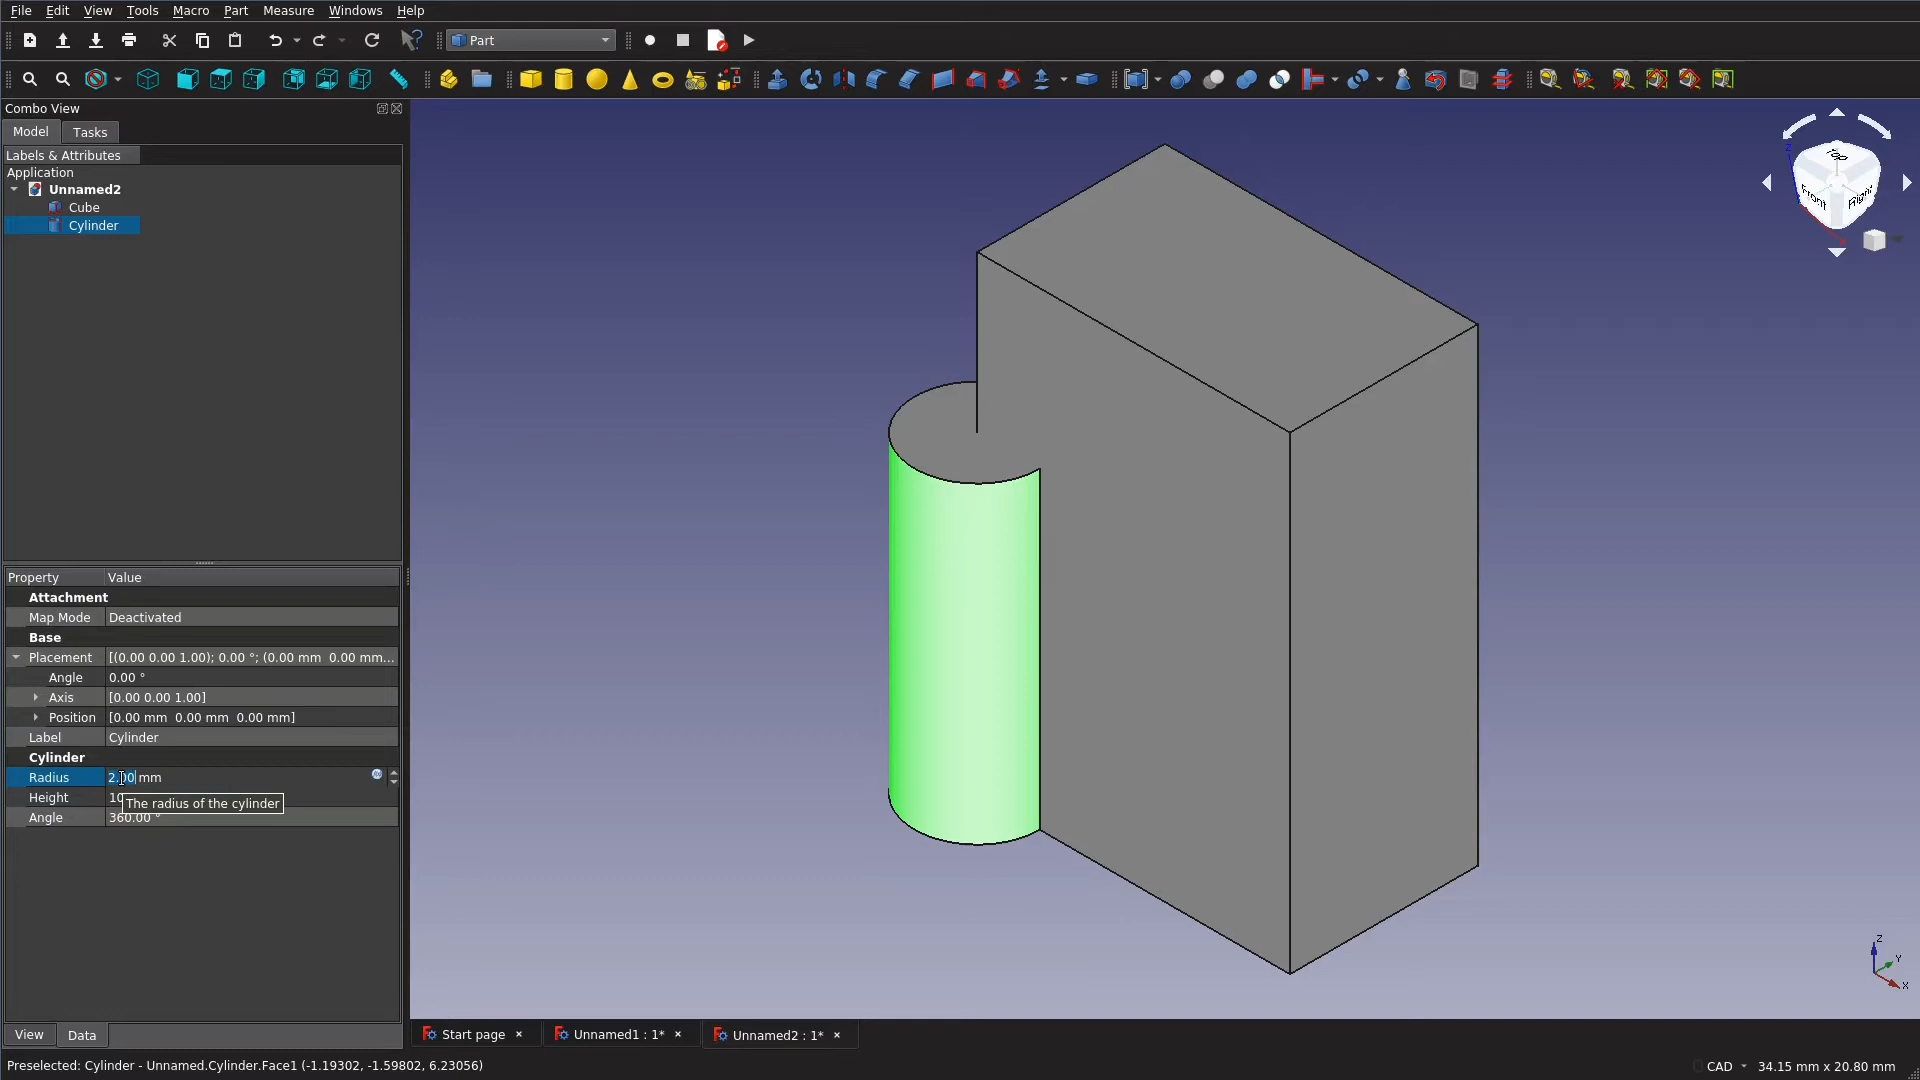 File Edit View Tools Macro Part Measure Windows Help
Part
Combo View
Model Tasks
Labels & Attributes
Application
Unnamed2
Cube
Cylinder
Property Value
Attachment
Map Mode Deactivated
Base
Placement [(0.00 0.00 1.00); 0.00 °; (0.00 mm 0.00 mm...
Angle 0.00 °
Axis [0.00 0.00 1.00]
Position [0.00 mm 0.00 mm 0.00 mm]
Label Cylinder
Cylinder
Radius 2.00 mm
Height 10
The radius of the cylinder
Angle 360.00 °
View Data
Top
Front
Right
Z
Z
Y
X
Start page
Unnamed1 : 1*
Unnamed2 : 1*
Preselected: Cylinder - Unnamed.Cylinder.Face1 (-1.19302, -1.59802, 6.23056)
CAD
34.15 mm x 20.80 mm